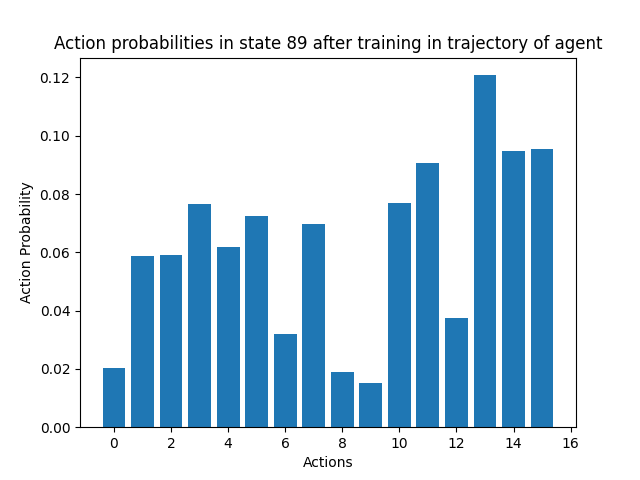 Action probabilities in state 89 after training in trajectory of agent
0.12
0.10
0.08
0.06
0.04
0.02
0.00
Action Probability
0 2 4 6 8 10 12 14 16
Actions